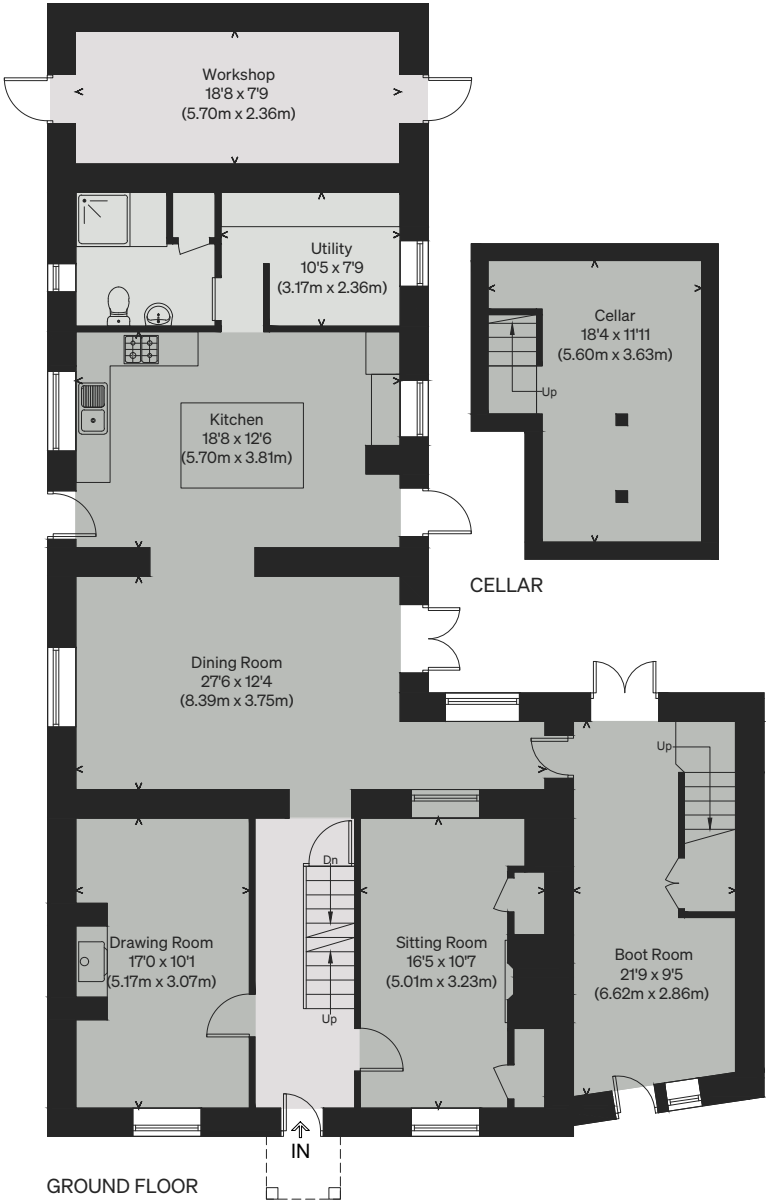 Workshop
18'8 x 7'9
(5.70m x 2.36m)
Utility
10'5 x 7'9
(3.17m x 2.36m)
Cellar
18'4 x 11'11
(5.60m x 3.63m)
Up
Kitchen
18'8 x 12'6
(5.70m x 3.81m)
CELLAR
Dining Room
27'6 x 12'4
(8.39m x 3.75m)
Up
Dn
Drawing Room
17'0 x 10'1
(5.17m x 3.07m)
Sitting Room
16'5 x 10'7
(5.01m x 3.23m)
Boot Room
21'9 x 9'5
(6.62m x 2.86m)
Up
IN
GROUND FLOOR